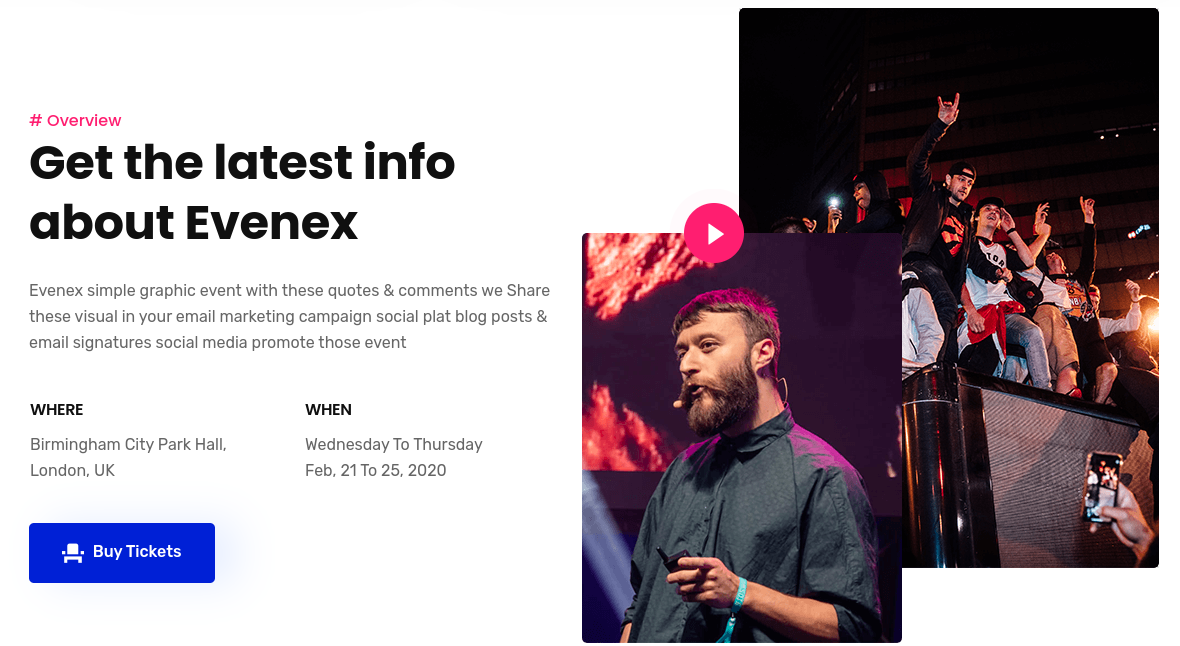 # Overview
Get the latest info
about Evenex
Evenex simple graphic event with these quotes & comments we Share
these visual in your email marketing campaign social plat blog posts &
email signatures social media promote those event
WHERE
Birmingham City Park Hall,
London, UK
WHEN
Wednesday To Thursday
Feb, 21 To 25, 2020
Buy Tickets